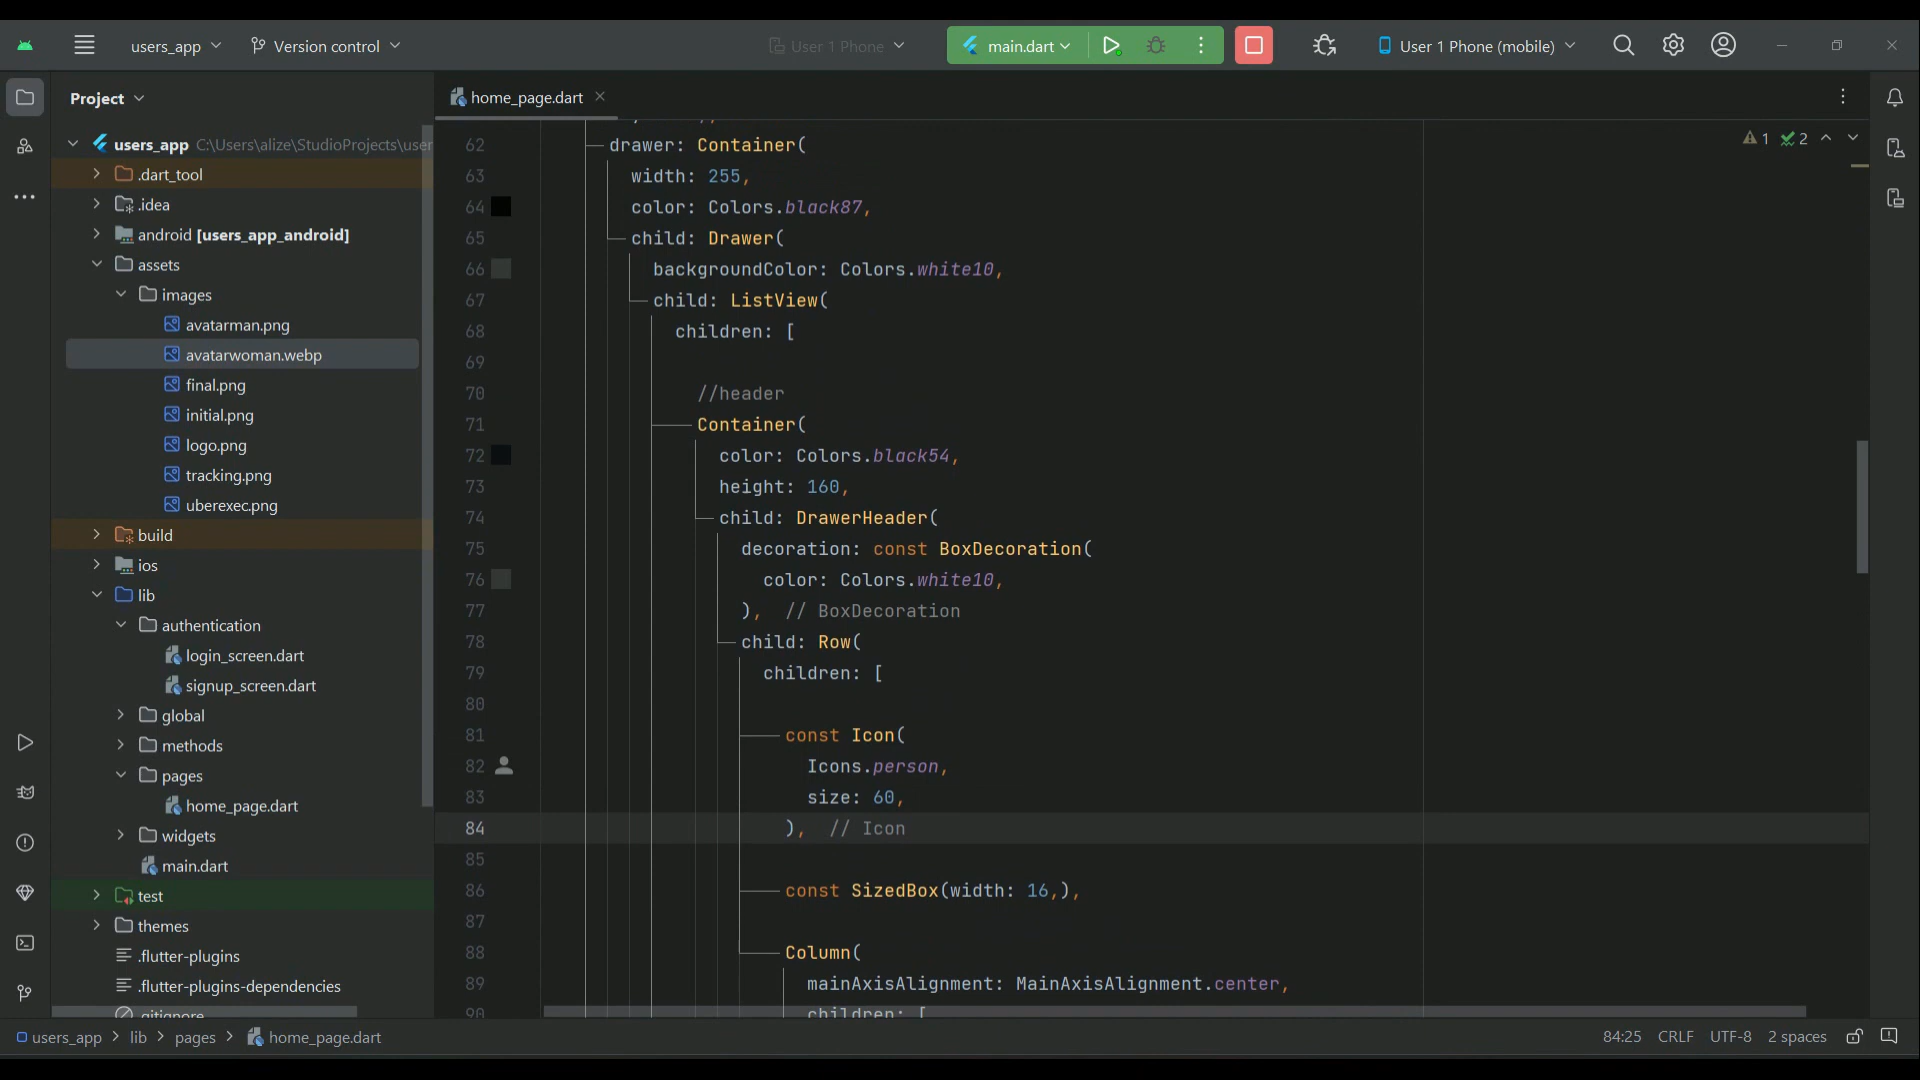 users_app
Version control
User 1 Phone
main.dart
User 1 Phone (mobile)
Project
home_page.dart
users_app C:\Users\alize\StudioProjects\user
.dart_tool
.idea
android [users_app_android]
assets
images
avatarman.png
avatarwoman.webp
final.png
initial.png
logo.png
tracking.png
uberexec.png
build
ios
lib
authentication
login_screen.dart
signup_screen.dart
global
methods
pages
home_page.dart
widgets
main.dart
test
themes
.flutter-plugins
.flutter-plugins-dependencies
.gitignore
1 2
62 drawer: Container(
63 width: 255,
64 color: Colors.black87,
65 child: Drawer(
66 backgroundColor: Colors.white10,
67 child: ListView(
68 children: [
69
70 //header
71 Container(
72 color: Colors.black54,
73 height: 160,
74 child: DrawerHeader(
75 decoration: const BoxDecoration(
76 color: Colors.white10,
77 ), // BoxDecoration
78 child: Row(
79 children: [
80
81 const Icon(
82 Icons.person,
83 size: 60,
84 ), // Icon
85
86 const SizedBox(width: 16,),
87
88 Column(
89 mainAxisAlignment: MainAxisAlignment.center,
90 children: [
users_app > lib > pages > home_page.dart
84:25 CRLF UTF-8 2 spaces